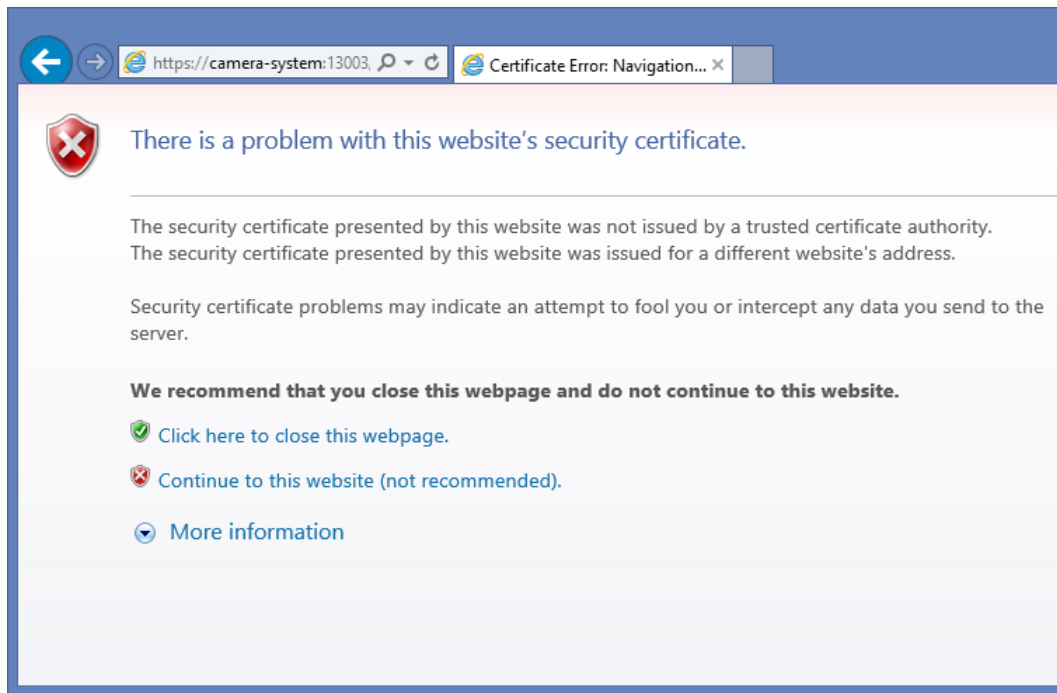 https://camera-system:13003,
Certificate Error: Navigation...
There is a problem with this website's security certificate.
The security certificate presented by this website was not issued by a trusted certificate authority.
The security certificate presented by this website was issued for a different website's address.
Security certificate problems may indicate an attempt to fool you or intercept any data you send to the
server.
We recommend that you close this webpage and do not continue to this website.
Click here to close this webpage.
Continue to this website (not recommended).
More information